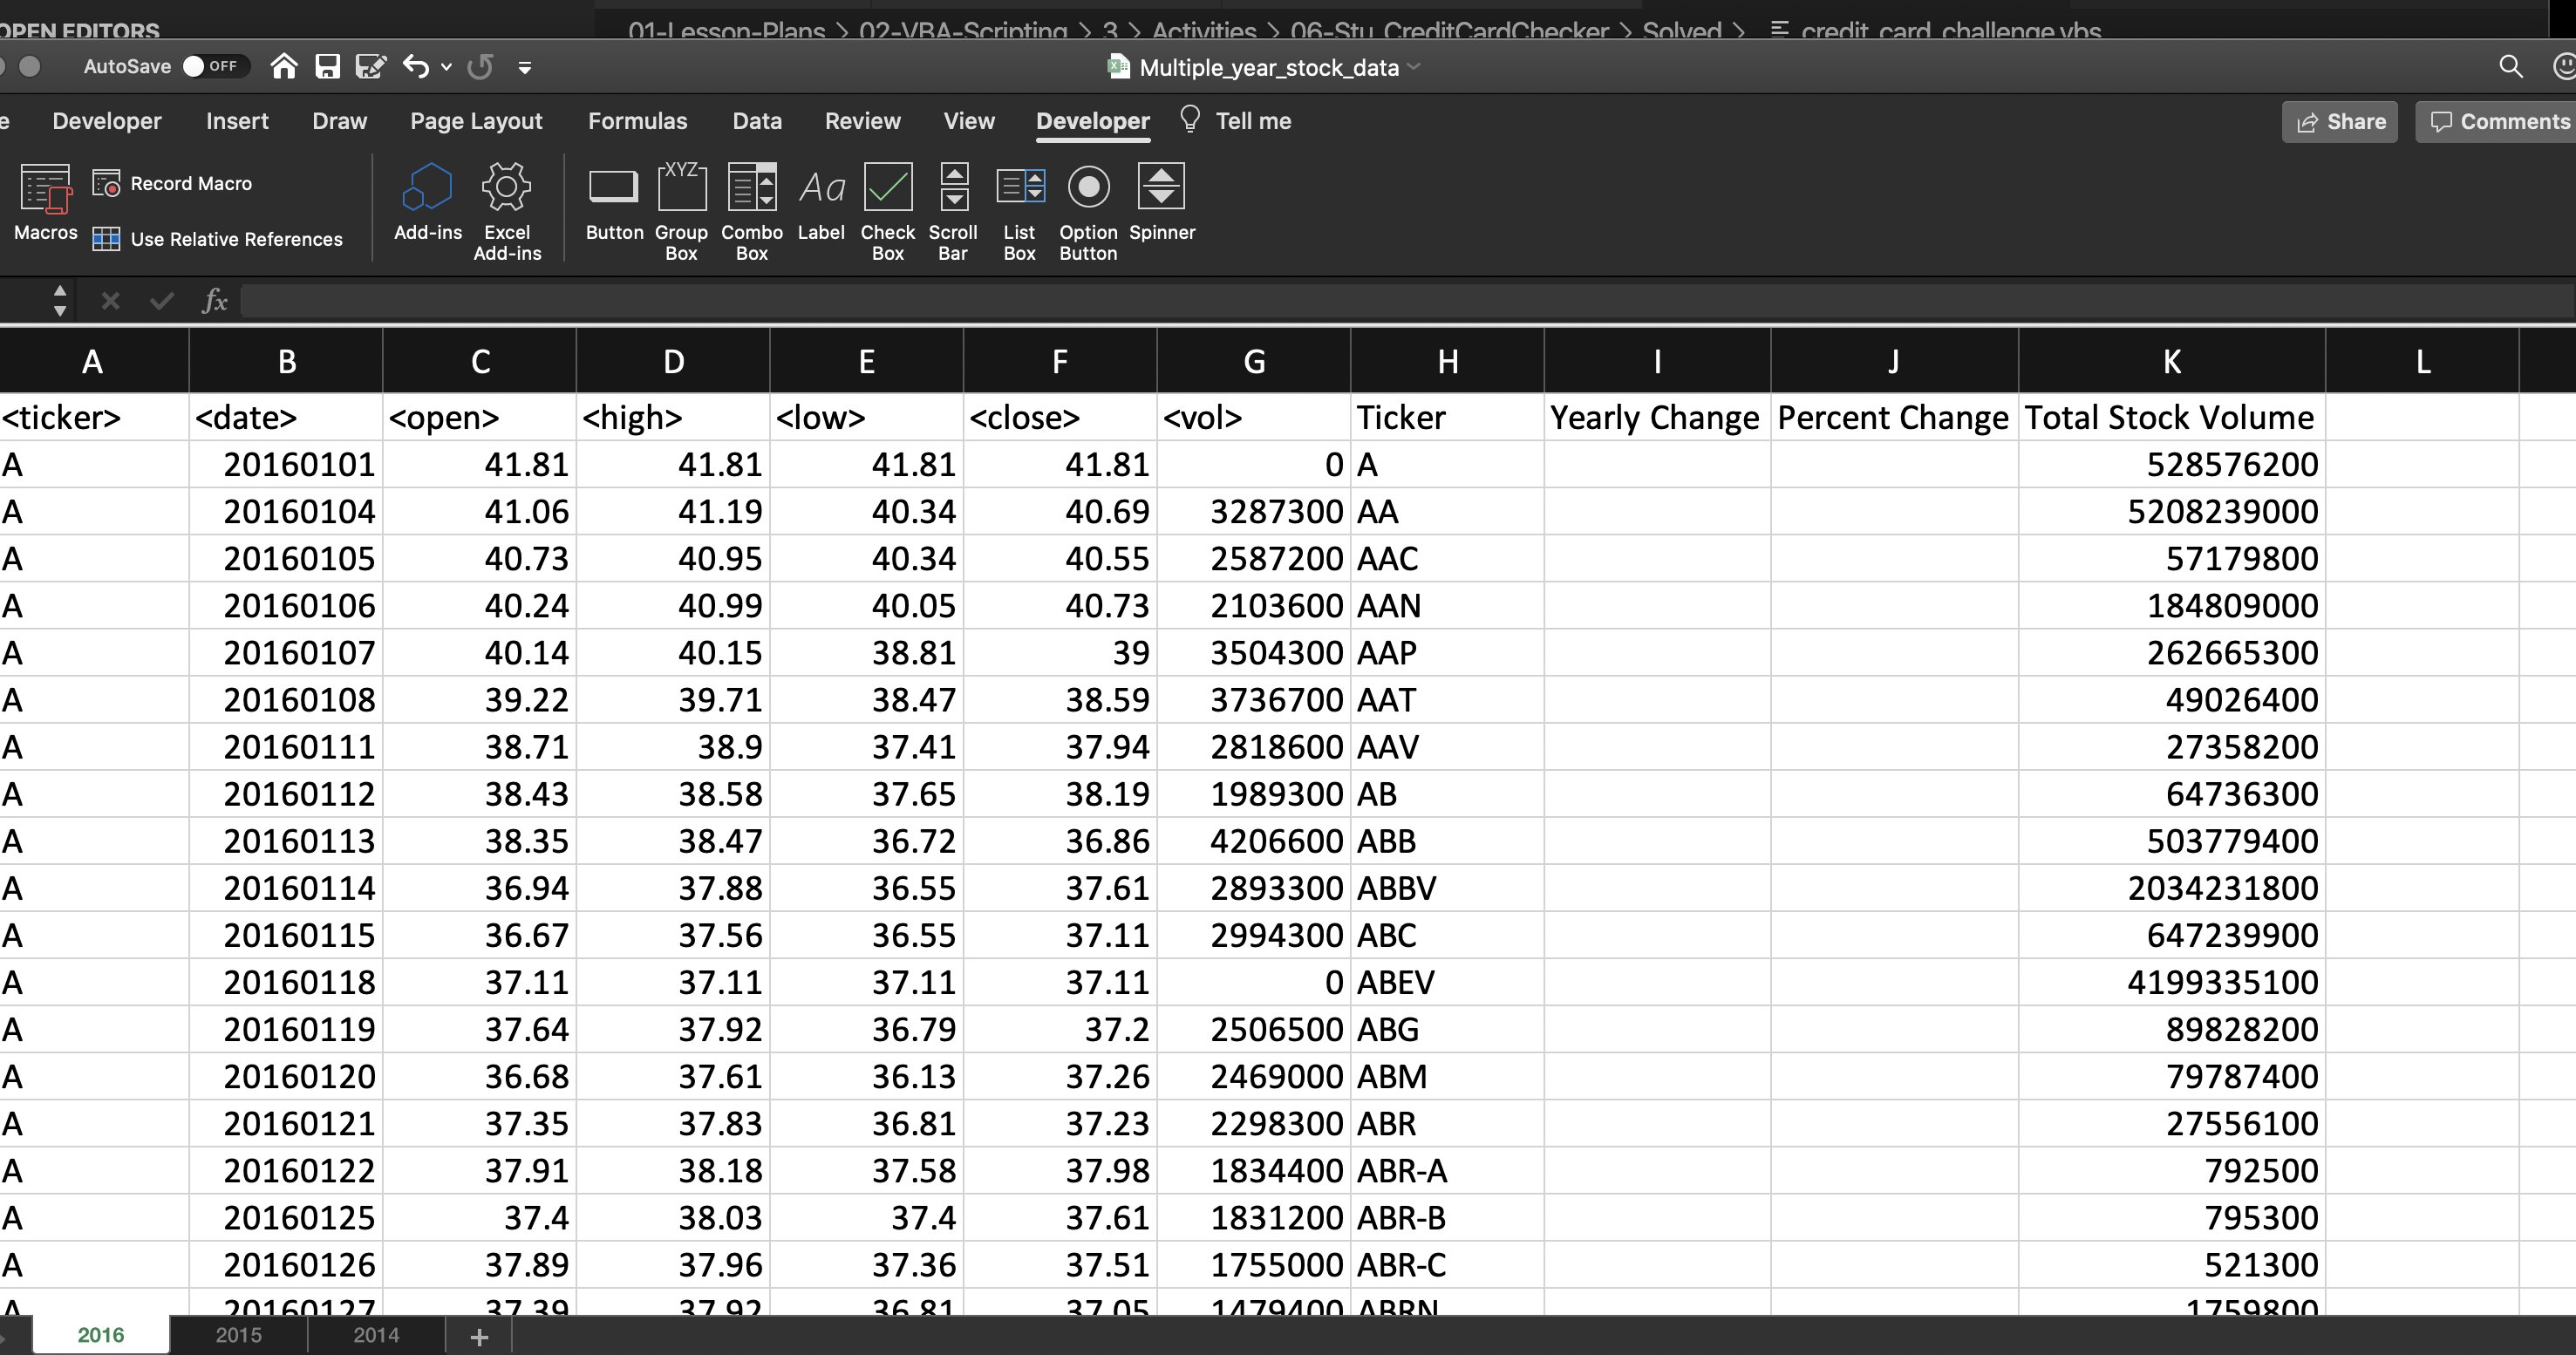 OPEN EDITORS
01-Lesson-Plans > 02-VBA-Scripting > 3 > Activities > 06-Stu_CreditCardChecker > Solved > credit_card_challenge.vbs
AutoSave OFF Multiple_year_stock_data
e Developer Insert Draw Page Layout Formulas Data Review View Developer Tell me Share Comments
Macros Record Macro Use Relative References Add-ins Excel Add-ins Button XYZ Group Box Combo Box Aa Label Check Box Scroll Bar List Box Option Button Spinner
fx
A B C D E F G H I J K L
<ticker> <date> <open> <high> <low> <close> <vol> Ticker Yearly Change Percent Change Total Stock Volume
A 20160101 41.81 41.81 41.81 41.81 0 A 528576200
A 20160104 41.06 41.19 40.34 40.69 3287300 AA 5208239000
A 20160105 40.73 40.95 40.34 40.55 2587200 AAC 57179800
A 20160106 40.24 40.99 40.05 40.73 2103600 AAN 184809000
A 20160107 40.14 40.15 38.81 39 3504300 AAP 262665300
A 20160108 39.22 39.71 38.47 38.59 3736700 AAT 49026400
A 20160111 38.71 38.9 37.41 37.94 2818600 AAV 27358200
A 20160112 38.43 38.58 37.65 38.19 1989300 AB 64736300
A 20160113 38.35 38.47 36.72 36.86 4206600 ABB 503779400
A 20160114 36.94 37.88 36.55 37.61 2893300 ABBV 2034231800
A 20160115 36.67 37.56 36.55 37.11 2994300 ABC 647239900
A 20160118 37.11 37.11 37.11 37.11 0 ABEV 4199335100
A 20160119 37.64 37.92 36.79 37.2 2506500 ABG 89828200
A 20160120 36.68 37.61 36.13 37.26 2469000 ABM 79787400
A 20160121 37.35 37.83 36.81 37.23 2298300 ABR 27556100
A 20160122 37.91 38.18 37.58 37.98 1834400 ABR-A 792500
A 20160125 37.4 38.03 37.4 37.61 1831200 ABR-B 795300
A 20160126 37.89 37.96 37.36 37.51 1755000 ABR-C 521300
A 20160127 37.39 37.92 36.81 37.05 1479400 ABRN 1759800
2016 2015 2014 +